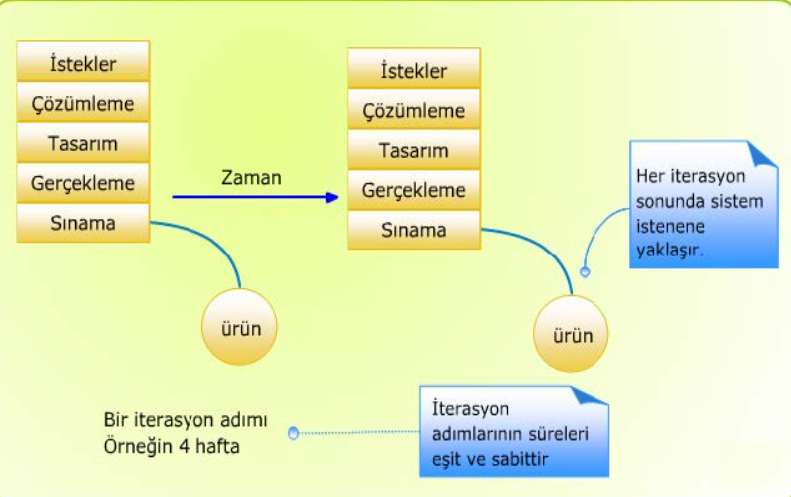 İstekler
Çözümleme
Tasarım
Gerçekleme
Sınama
Zaman
İstekler
Çözümleme
Tasarım
Gerçekleme
Sınama
Her iterasyon
sonunda sistem
istenene
yaklaşır.
ürün
ürün
Bir iterasyon adımı
Örneğin 4 hafta
İterasyon
adımlarının süreleri
eşit ve sabittir